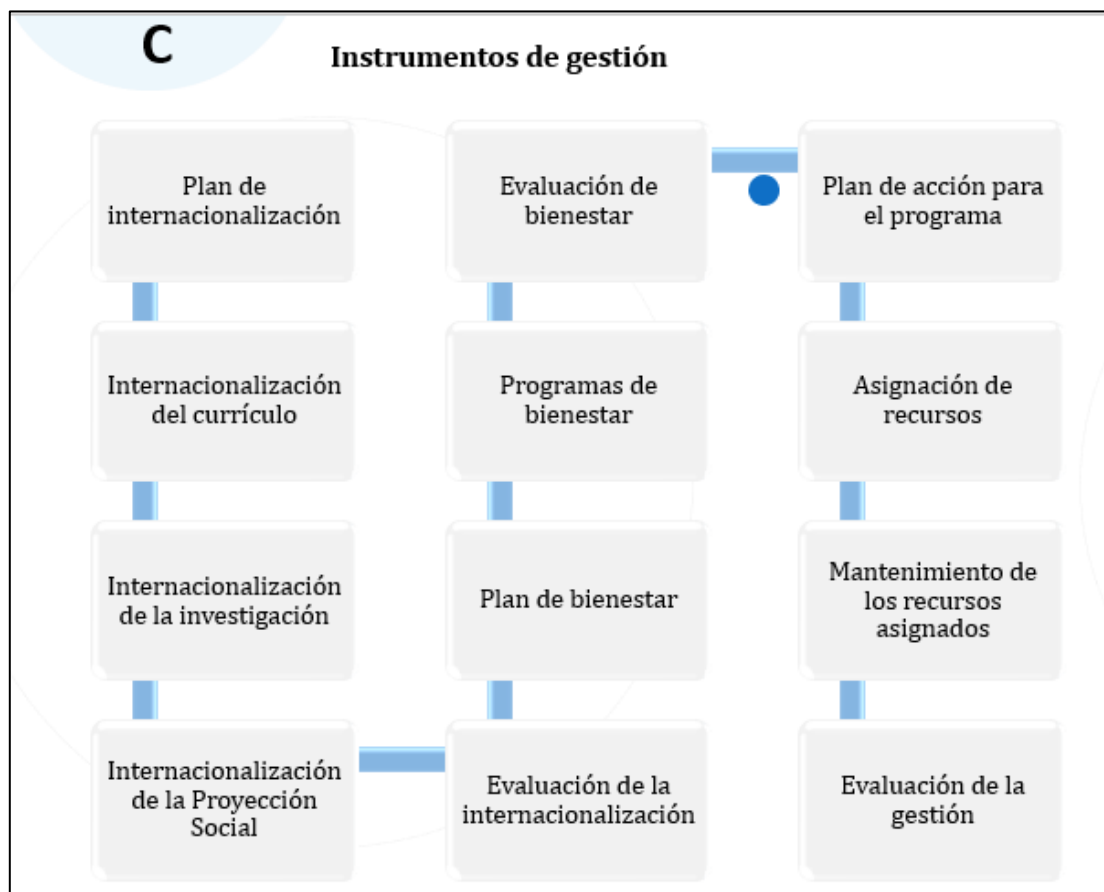 C
Instrumentos de gestión
Plan de
internacionalización
Internacionalización
del currículo
Internacionalización
de la investigación
Internacionalización
de la Proyección
Social
Evaluación de la
internacionalización
Plan de bienestar
Programas de
bienestar
Evaluación de
bienestar
Plan de acción para
el programa
Asignación de
recursos
Mantenimiento de
los recursos
asignados
Evaluación de la
gestión